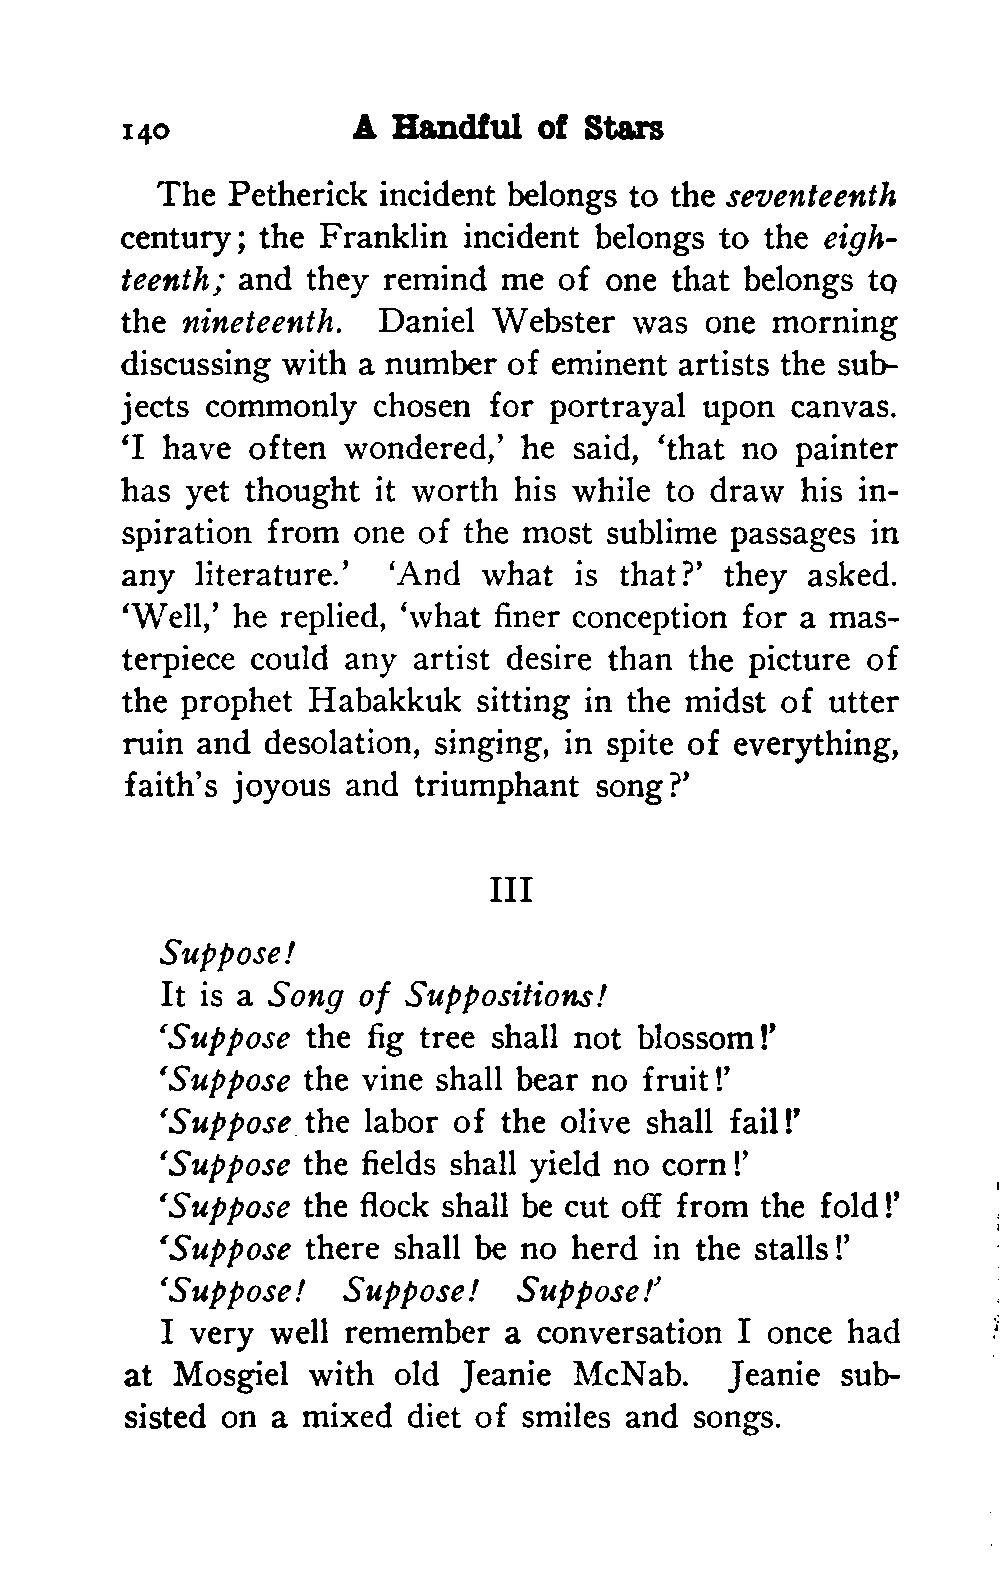 140 A Handful of Stars
The Petherick incident belongs to the seventeenth
century; the Franklin incident belongs to the eigh-
teenth; and they remind me of one that belongs to
the nineteenth. Daniel Webster was one morning
discussing with a number of eminent artists the sub-
jects commonly chosen for portrayal upon canvas.
‘I have often wondered,’ he said, ‘that no painter
has yet thought it worth his while to draw his in-
spiration from one of the most sublime passages in
any literature.’ ‘And what is that?’ they asked.
‘Well,’ he replied, ‘what finer conception for a mas-
terpiece could any artist desire than the picture of
the prophet Habakkuk sitting in the midst of utter
ruin and desolation, singing, in spite of everything,
faith’s joyous and triumphant song?’
III
Suppose!
It is a Song of Suppositions!
‘Suppose the fig tree shall not blossom!’
‘Suppose the vine shall bear no fruit!’
‘Suppose the labor of the olive shall fail!’
‘Suppose the fields shall yield no corn!’
‘Suppose the flock shall be cut off from the fold!’
‘Suppose there shall be no herd in the stalls!’
‘Suppose! Suppose! Suppose!’
I very well remember a conversation I once had
at Mosgiel with old Jeanie McNab. Jeanie sub-
sisted on a mixed diet of smiles and songs.